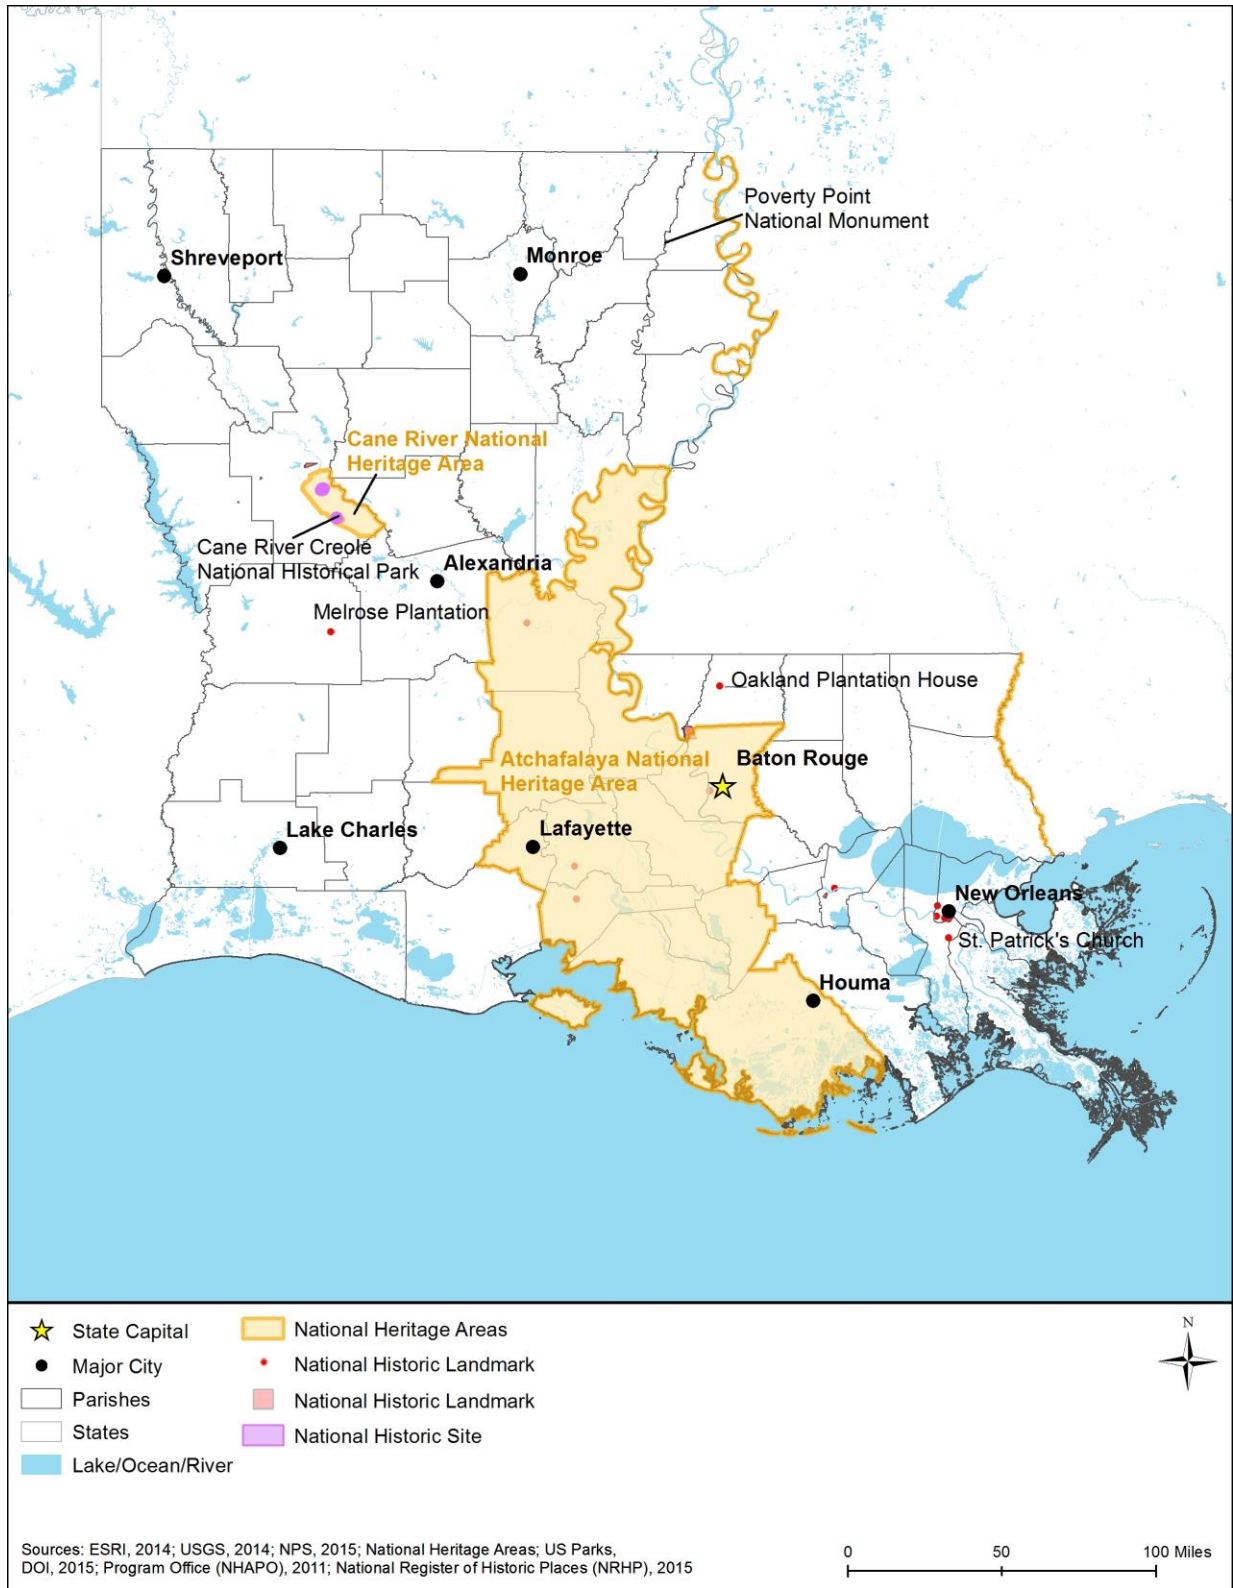 Poverty Point
National Monument
Shreveport
Monroe
Cane River National
Heritage Area
Cane River Creole
National HIstorical Park
Alexandria
Melrose Plantation
Oakland Plantation House
Atchafalaya National
Heritage Area
Baton Rouge
Lake Charles
Lafayette
New Orleans
St. Patrick's Church
Houma
State Capital
Major City
Parishes
States
Lake/Ocean/River
National Heritage Areas
National Historic Landmark
National Historic Landmark
National Historic Site
N
Sources: ESRI, 2014; USGS, 2014; NPS, 2015; National Heritage Areas; US Parks,
DOI, 2015; Program Office (NHAPO), 2011; National Register of Historic Places (NRHP), 2015
0 50 100 Miles